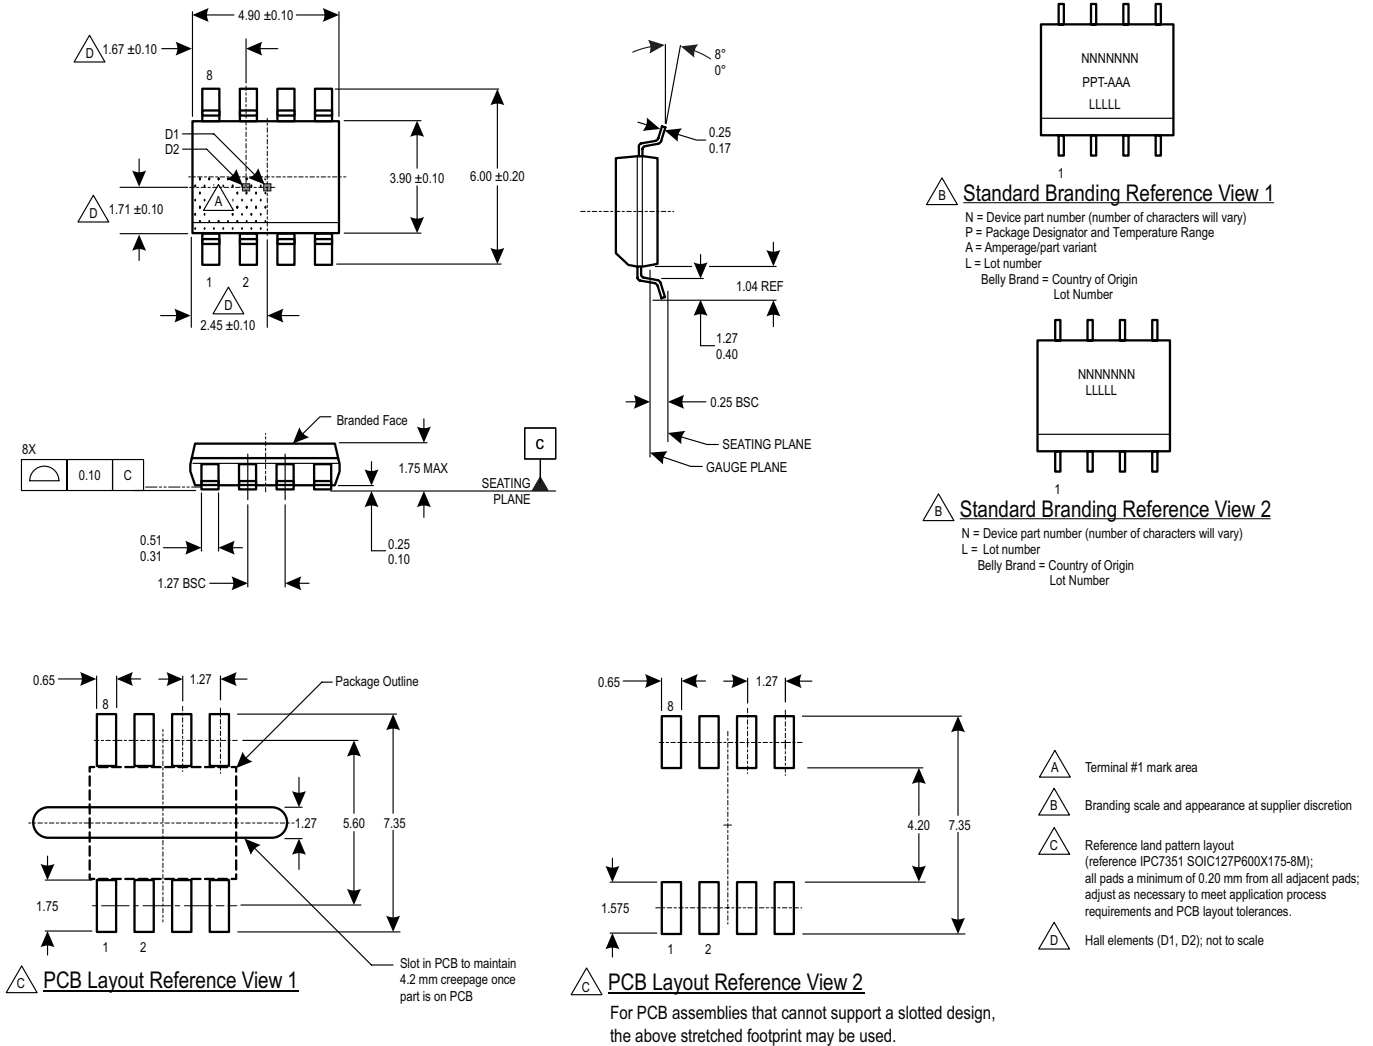 4.90 ±0.10
D
1.67 ±0.10
8
D1
D2
A
D
1.71 ±0.10
3.90 ±0.10
6.00 ±0.20
1 2
D
2.45 ±0.10
8°
0°
0.25
0.17
1.04 REF
1.27
0.40
0.25 BSC
SEATING PLANE
GAUGE PLANE
NNNNNNN
PPT-AAA
LLLLL
1
B
Standard Branding Reference View 1
N = Device part number (number of characters will vary)
P = Package Designator and Temperature Range
A = Amperage/part variant
L = Lot number
Belly Brand = Country of Origin
Lot Number
NNNNNNN
LLLLL
1
B
Standard Branding Reference View 2
N = Device part number (number of characters will vary)
L = Lot number
Belly Brand = Country of Origin
Lot Number
Branded Face
8X
0.10 C
1.75 MAX
C
SEATING
PLANE
0.51
0.31
0.25
0.10
1.27 BSC
0.65
1.27
Package Outline
8
1.27
5.60
7.35
1.75
1 2
Slot in PCB to maintain
4.2 mm creepage once
part is on PCB
C
PCB Layout Reference View 1
0.65
1.27
8
4.20
7.35
1.575
1 2
C
PCB Layout Reference View 2
For PCB assemblies that cannot support a slotted design,
the above stretched footprint may be used.
A
Terminal #1 mark area
B
Branding scale and appearance at supplier discretion
C
Reference land pattern layout
(reference IPC7351 SOIC127P600X175-8M);
all pads a minimum of 0.20 mm from all adjacent pads;
adjust as necessary to meet application process
requirements and PCB layout tolerances.
D
Hall elements (D1, D2); not to scale